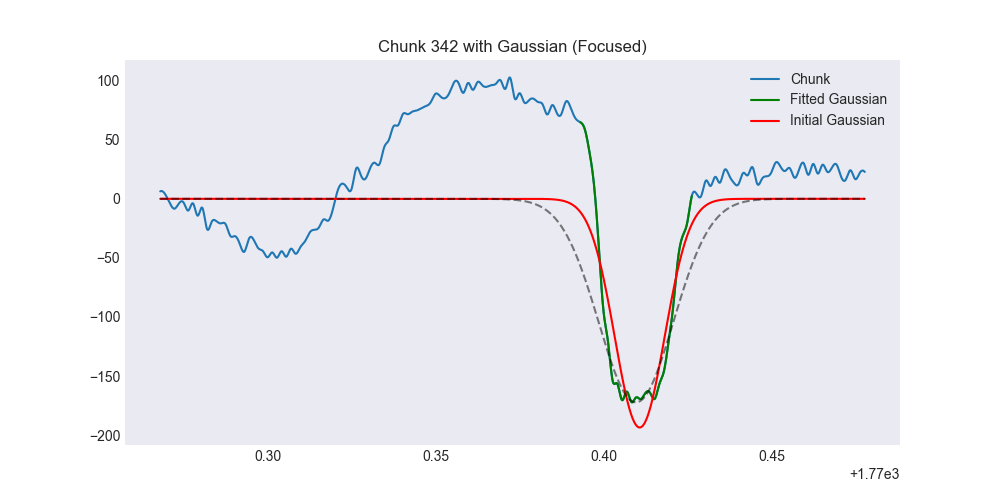 Chunk 342 with Gaussian (Focused)
Chunk
Fitted Gaussian
Initial Gaussian
100
50
0
−50
−100
−150
−200
0.30 0.35 0.40 0.45
+1.77e3